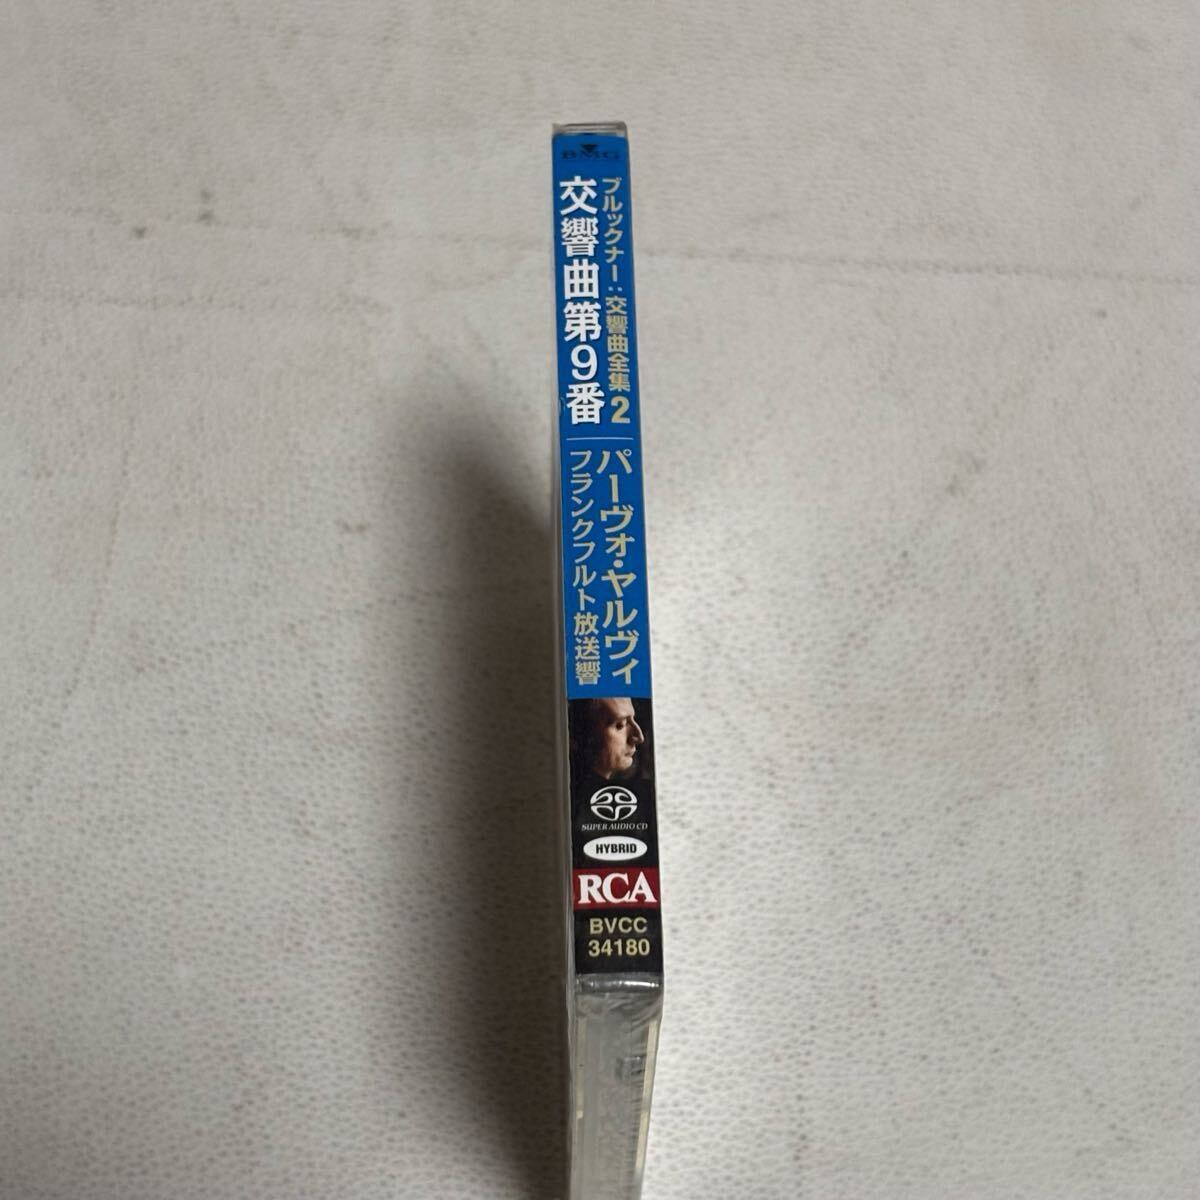 BMG
ブルックナー:交響曲全集2
交響曲第9番
パーヴォ・ヤルヴィ
フランクフルト放送響
SUPER AUDIO CD
HYBRID
RCA
BVCC
34180